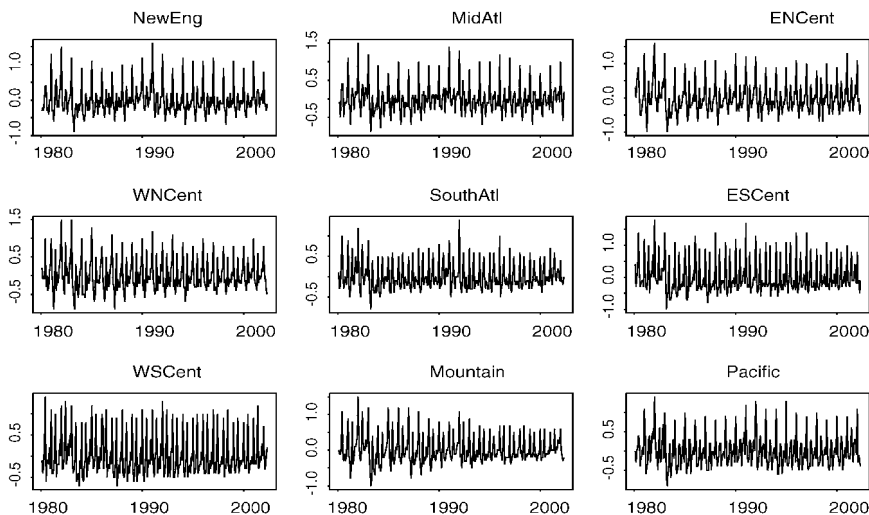 NewEng MidAtl ENCent
1.0 0.0 -1.0
1.5 0.5 -0.5
1.0 0.0 -1.0
1980 1990 2000 1980 1990 2000 1980 1990 2000
WNCent SouthAtl ESCent
1.5 0.5 -0.5
0.5 -0.5
1.0 0.0 -1.0
1980 1990 2000 1980 1990 2000 1980 1990 2000
WSCent Mountain Pacific
0.5 -0.5
1.0 0.0 -1.0
0.5 -0.5
1980 1990 2000 1980 1990 2000 1980 1990 2000